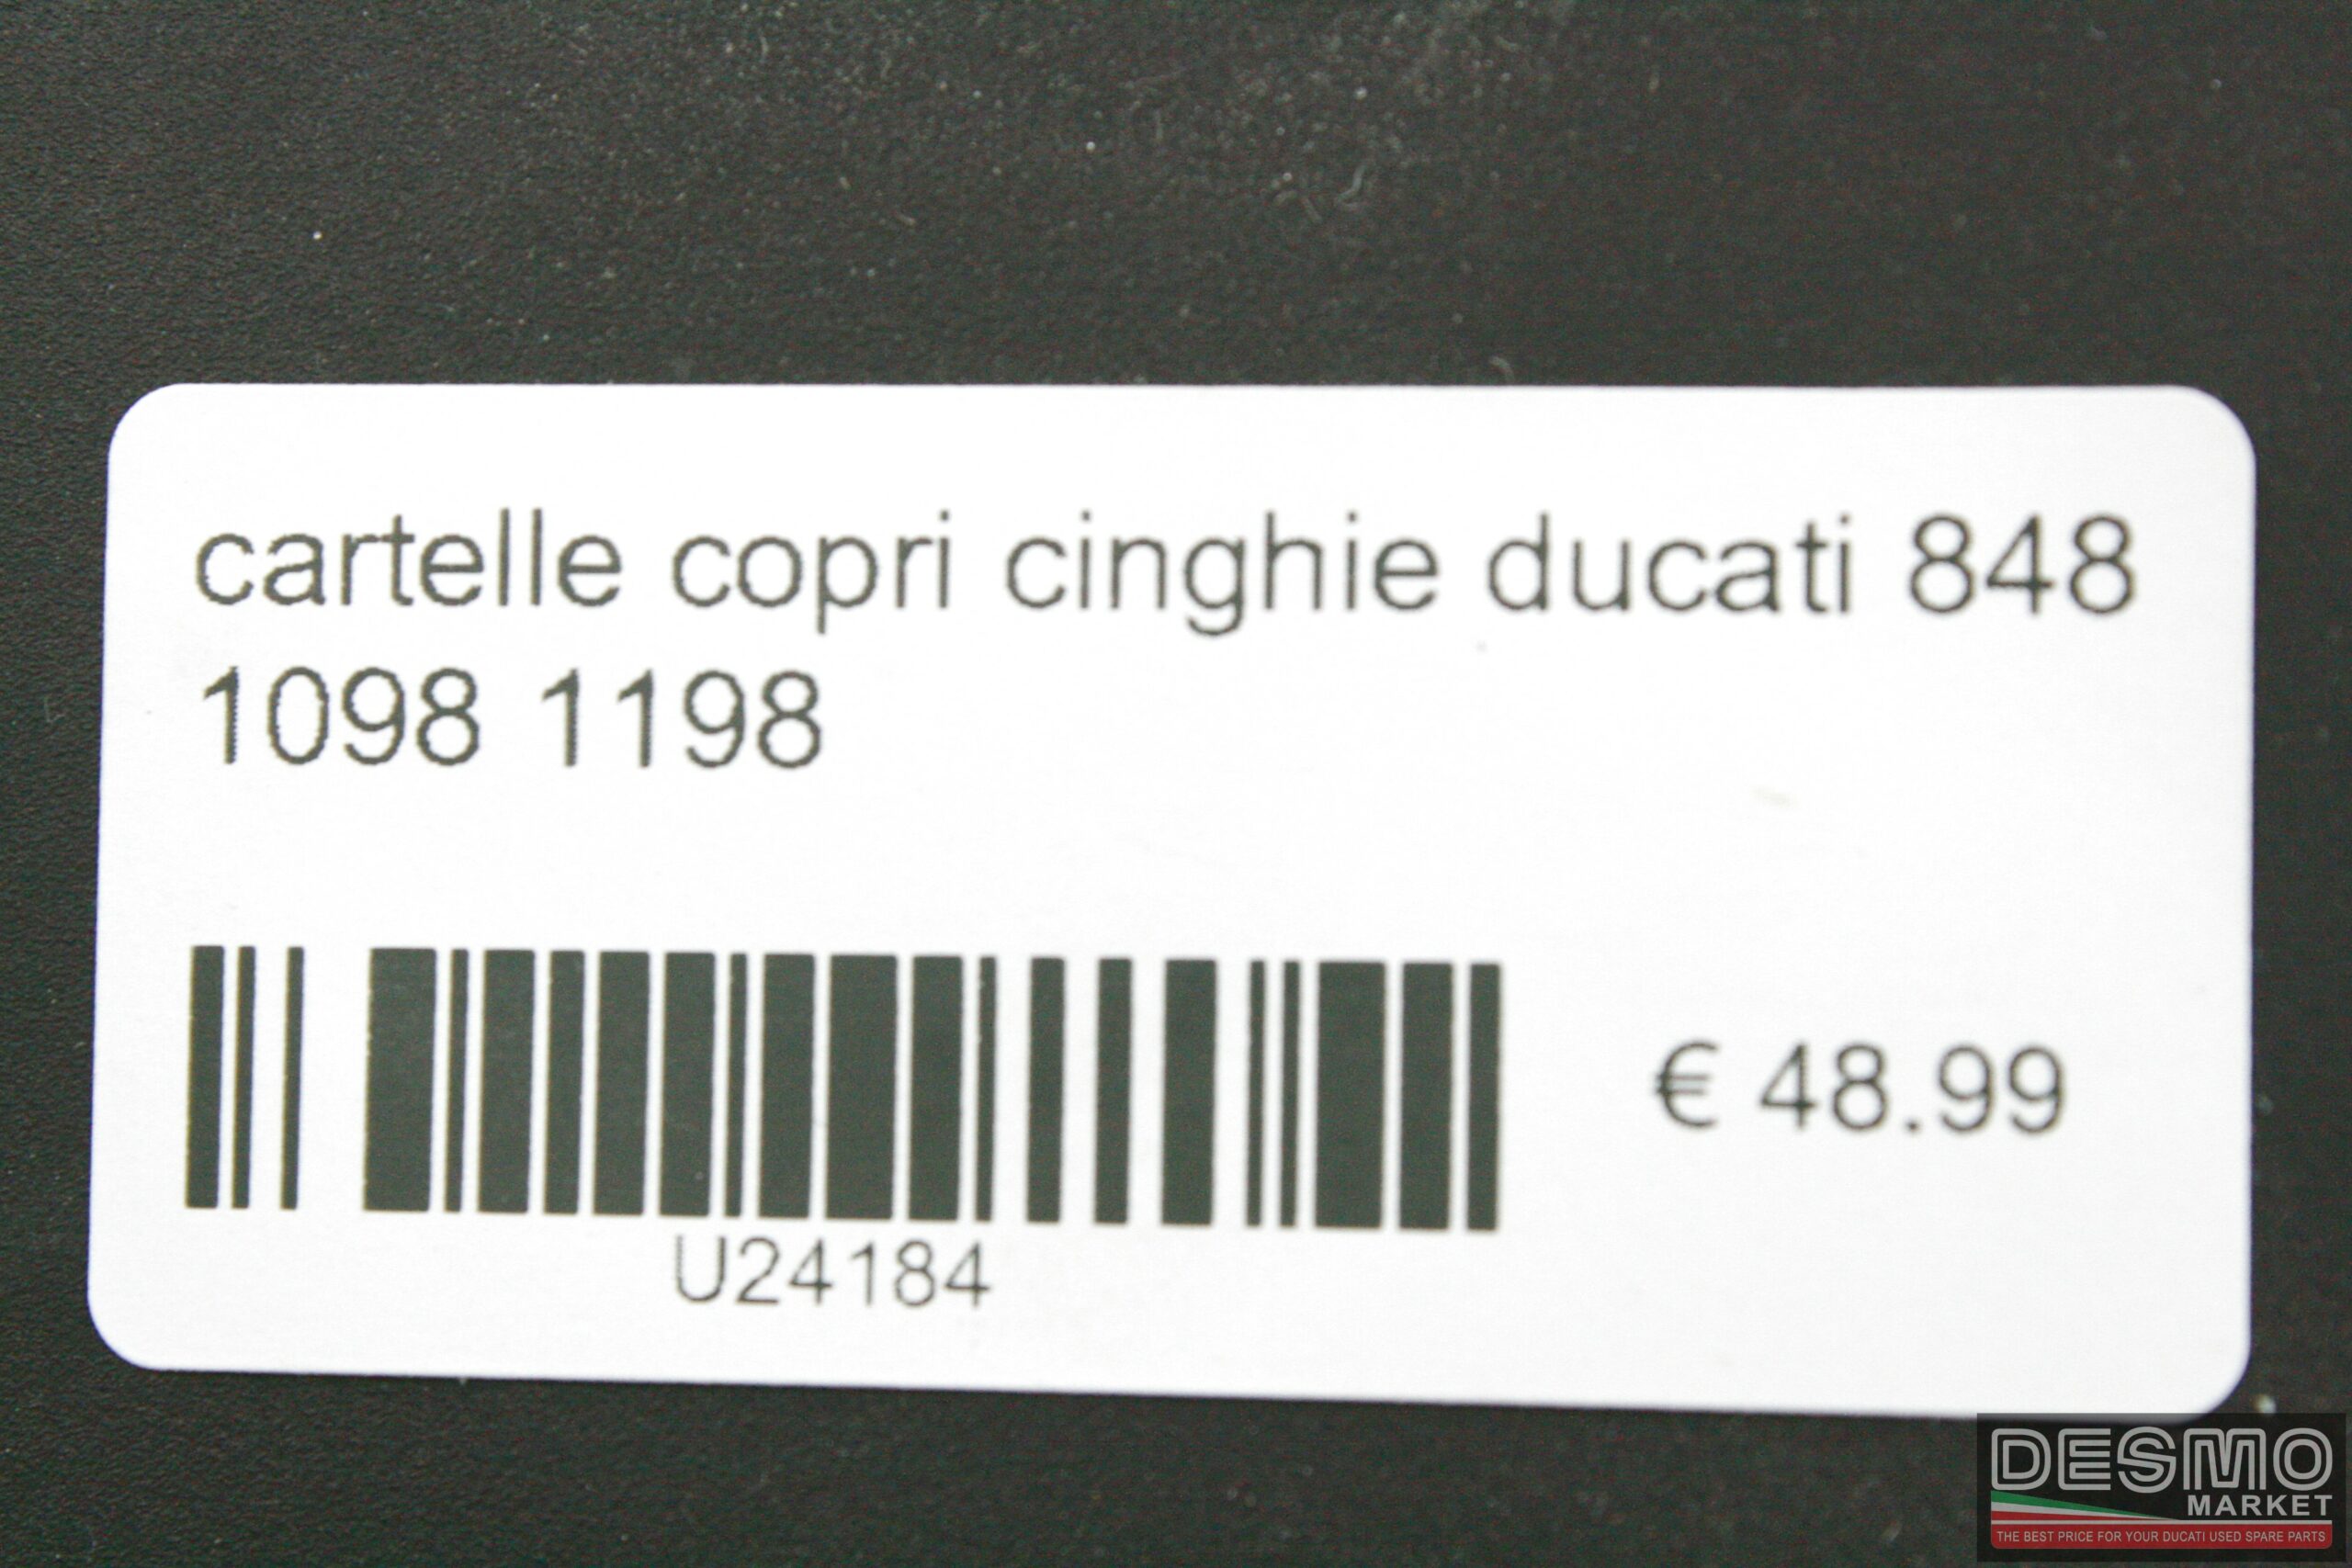 cartelle copri cinghie ducati 848
1098 1198
€ 48.99
U24184
DESMO
MARKET
THE BEST PRICE FOR YOUR DUCATI USED SPARE PARTS